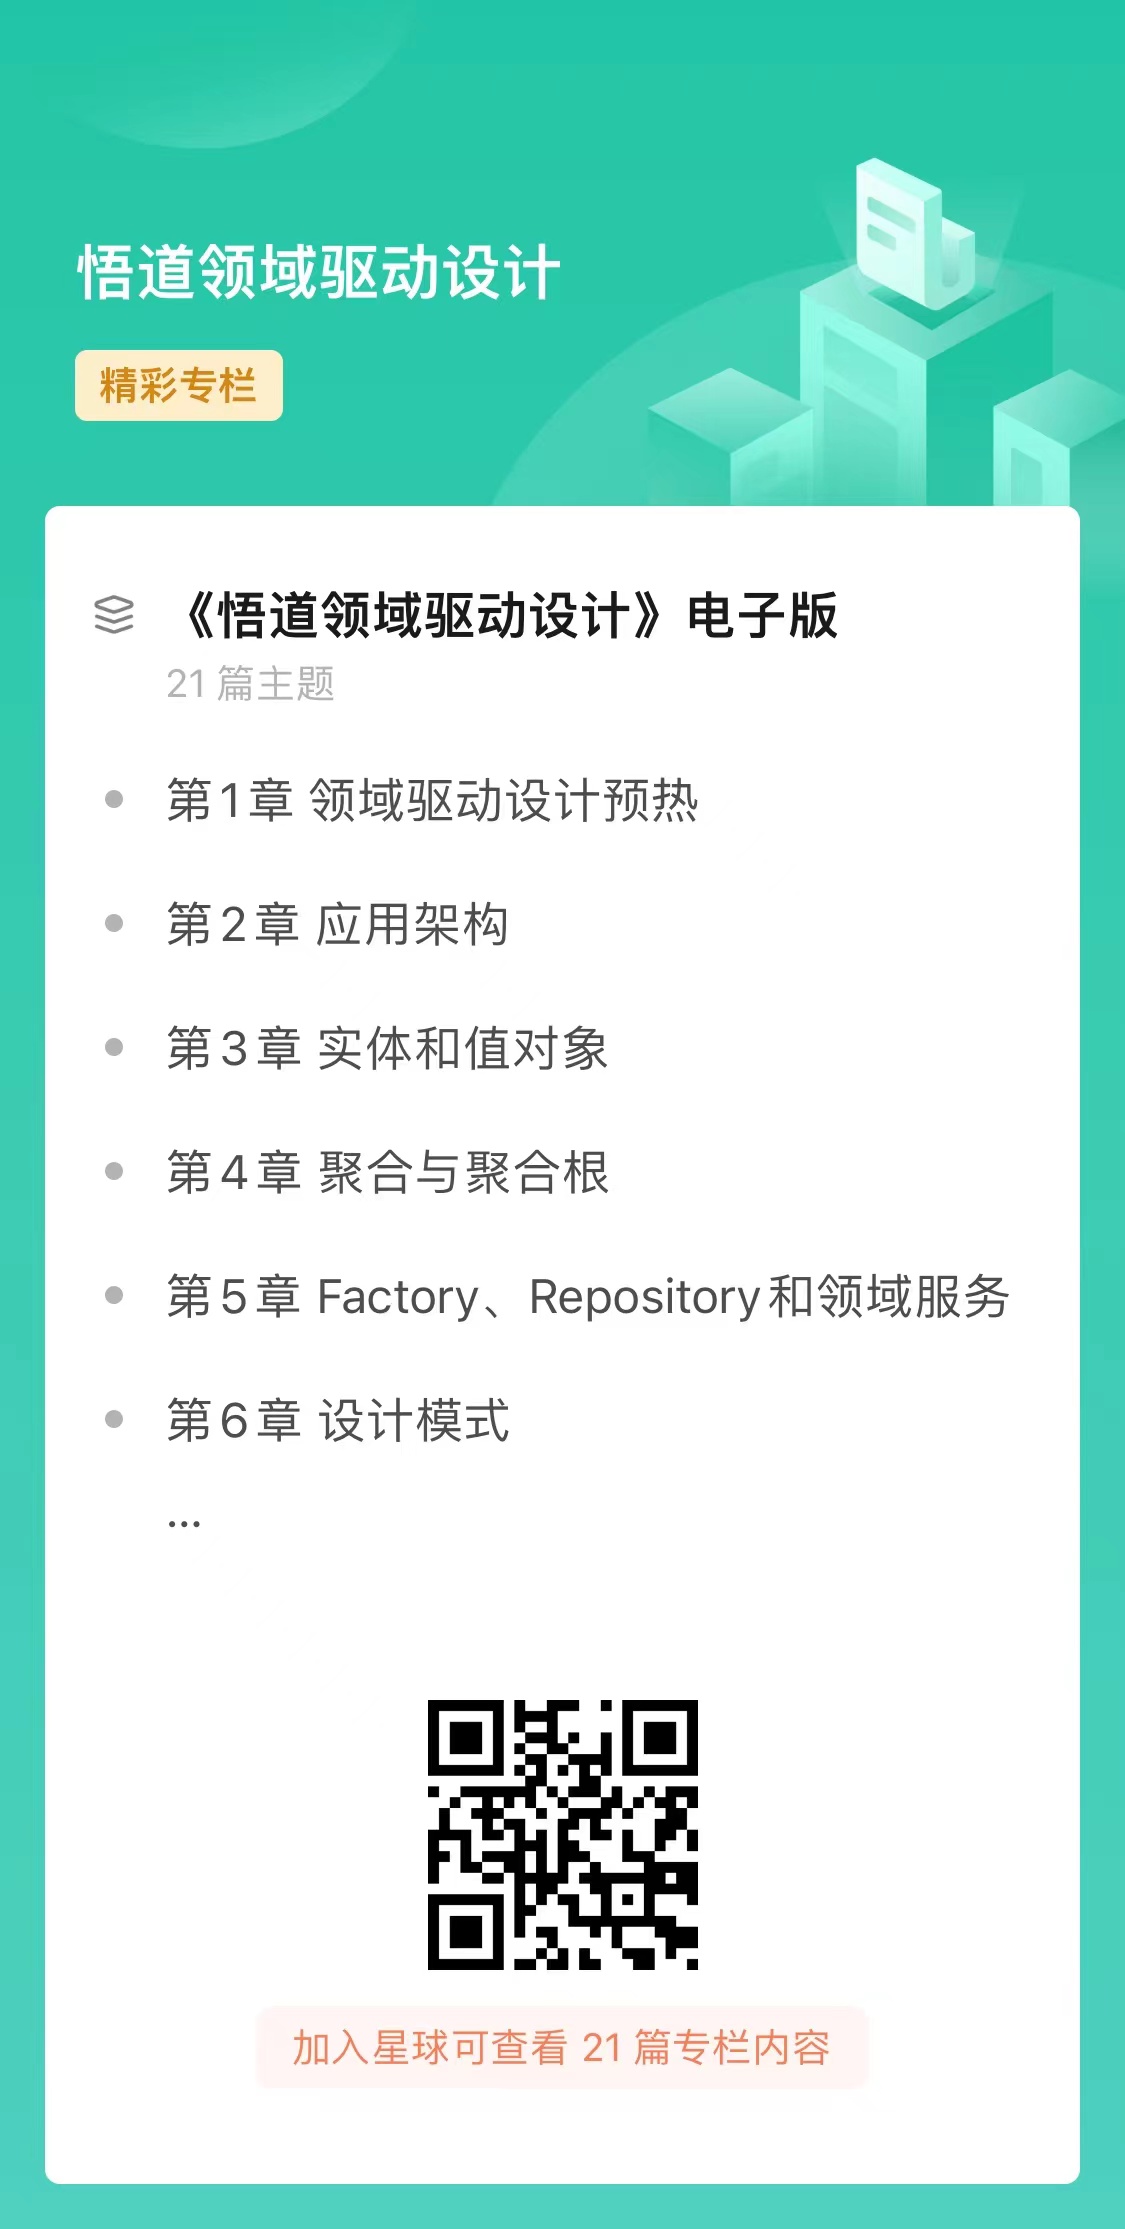 悟道领域驱动设计
精彩专栏
《悟道领域驱动设计》电子版
21 篇主题
第1章 领域驱动设计预热
第2章 应用架构
第3章 实体和值对象
第4章 聚合与聚合根
第5章 Factory、Repository和领域服务
第6章 设计模式
...
加入星球可查看 21 篇专栏内容